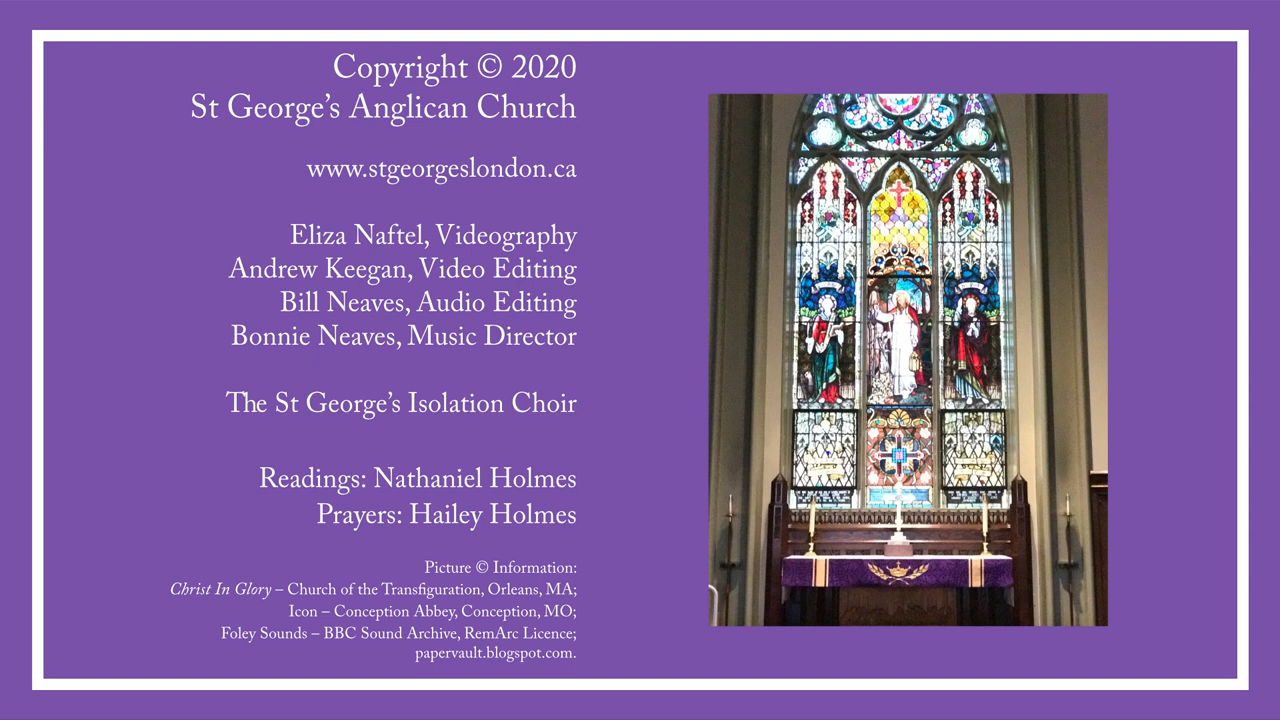 Copyright © 2020
St George’s Anglican Church
www.stgeorgeslondon.ca
Eliza Naftel, Videography
Andrew Keegan, Video Editing
Bill Neaves, Audio Editing
Bonnie Neaves, Music Director
The St George’s Isolation Choir
Readings: Nathaniel Holmes
Prayers: Hailey Holmes
Picture © Information:
Christ In Glory – Church of the Transfiguration, Orleans, MA;
Icon – Conception Abbey, Conception, MO;
Foley Sounds – BBC Sound Archive, RemArc Licence;
papervault.blogspot.com.